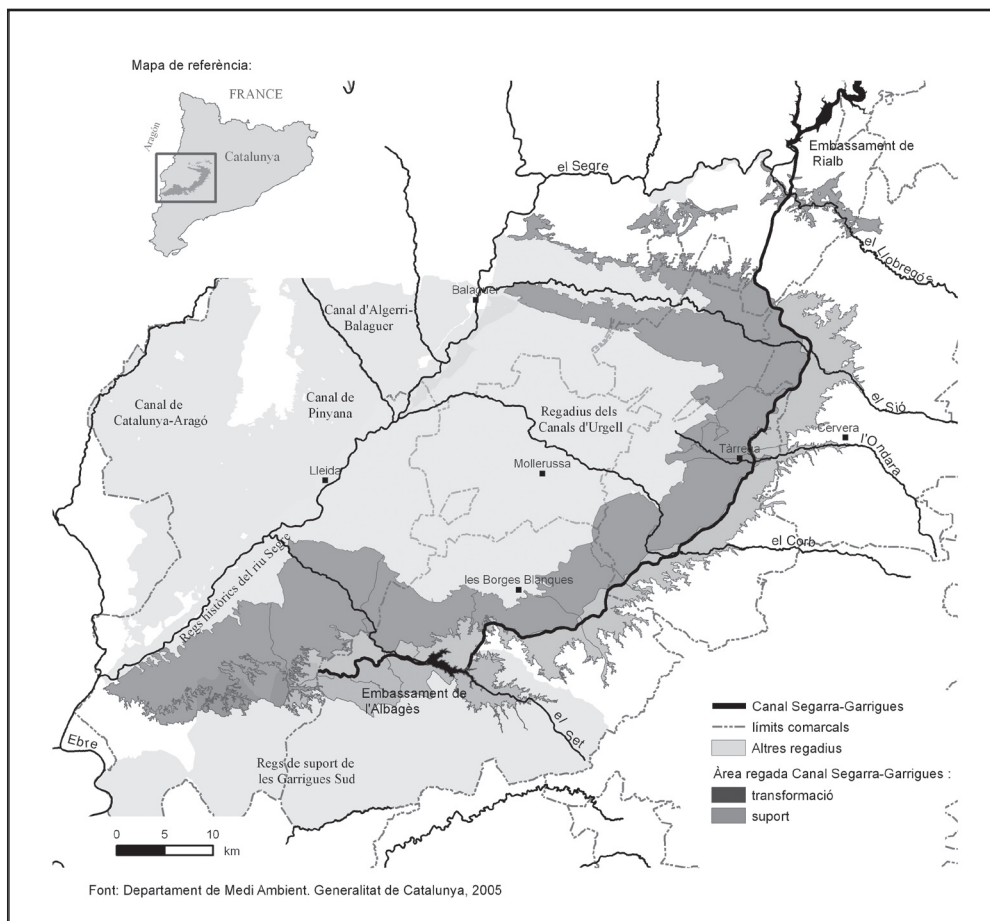 Mapa de referència:
FRANCE
Aragón
Catalunya
Embassament de
Rialb
el Segre
el Llobregós
Balaguer
Canal d'Algerri-
Balaguer
Canal de
Catalunya-Aragó
Canal de
Pinyana
Regadius dels
Canals d'Urgell
el Sió
Cervera
l'Ondara
Tàrrega
Lleida
Mollerussa
el Corb
Regs històrics del riu Segre
les Borges Blanques
Embassament de
l'Albagès
el Set
Ebre
Regs de suport de
les Garrigues Sud
Canal Segarra-Garrigues
límits comarcals
Altres regadius
Àrea regada Canal Segarra-Garrigues :
transformació
suport
0 5 10
km
Font: Departament de Medi Ambient. Generalitat de Catalunya, 2005